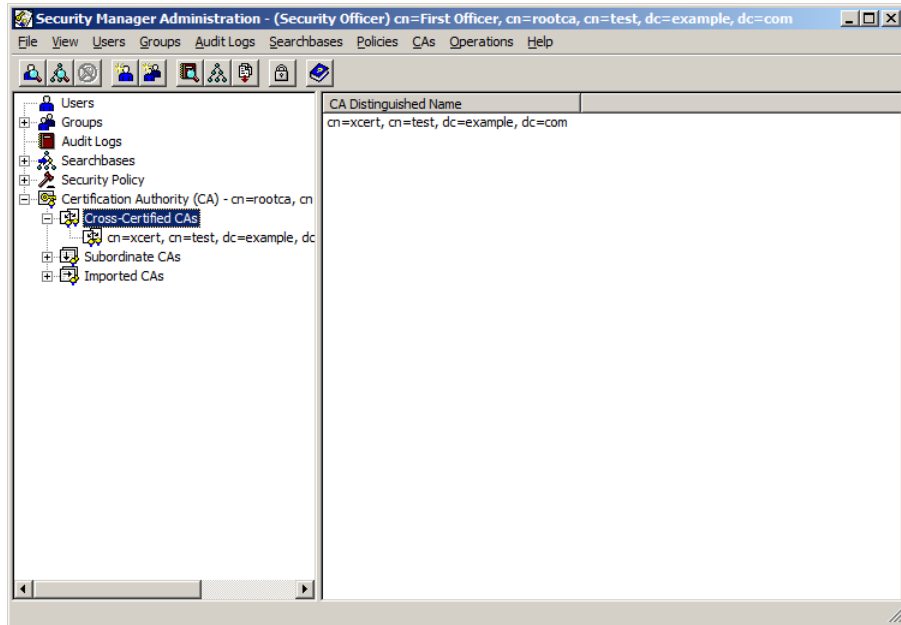 Security Manager Administration - (Security Officer) cn=First Officer, cn=rootca, cn=test, dc=example, dc=com
File View Users Groups Audit Logs Searchbases Policies CAs Operations Help
Users
Groups
Audit Logs
Searchbases
Security Policy
Certification Authority (CA) - cn=rootca, cn
Cross-Certified CAs
cn=xcert, cn=test, dc=example, dc
Subordinate CAs
Imported CAs
CA Distinguished Name
cn=xcert, cn=test, dc=example, dc=com